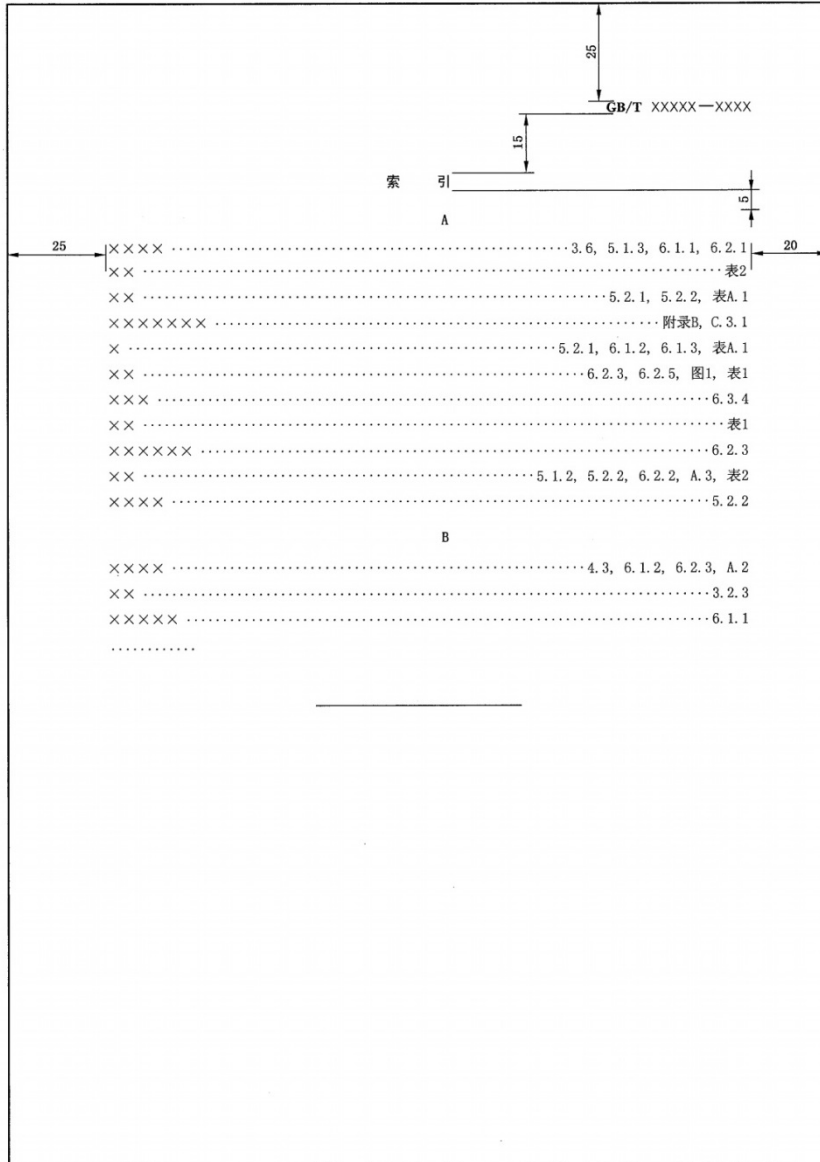 25
GB/T XXXXX—XXXX
15
索 引
5
A
25
20
×××× ·································· 3.6, 5.1.3, 6.1.1, 6.2.1
×× ·································· 表2
×× ·································· 5.2.1, 5.2.2, 表A.1
××××××× ·································· 附录B, C.3.1
× ·································· 5.2.1, 6.1.2, 6.1.3, 表A.1
×× ·································· 6.2.3, 6.2.5, 图1, 表1
××× ·································· 6.3.4
×× ·································· 表1
×××××× ·································· 6.2.3
×× ·································· 5.1.2, 5.2.2, 6.2.2, A.3, 表2
×××× ·································· 5.2.2
B
×××× ·································· 4.3, 6.1.2, 6.2.3, A.2
×× ·································· 3.2.3
××××× ·································· 6.1.1
············